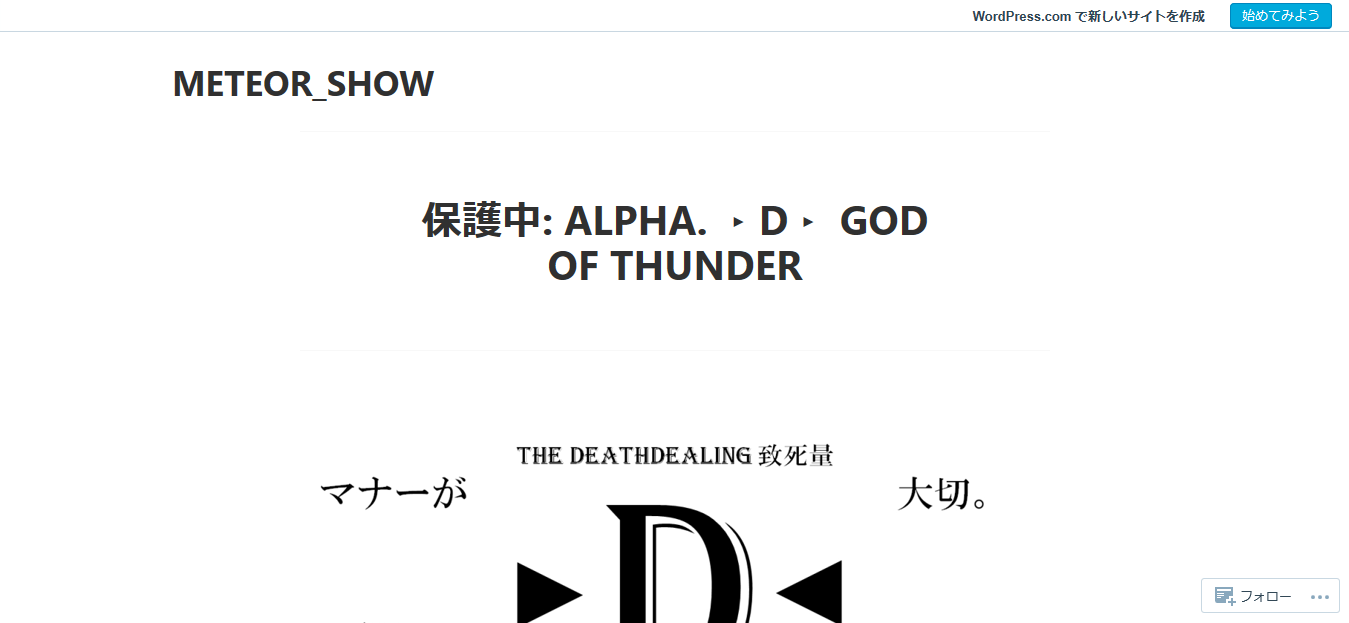 WordPress.com で新しいサイトを作成
始めてみよう
METEOR_SHOW
保護中: ALPHA. ‣ D ‣ GOD
OF THUNDER
THE DEATHDEALING 致死量
マナーが
大切。
D
フォロー